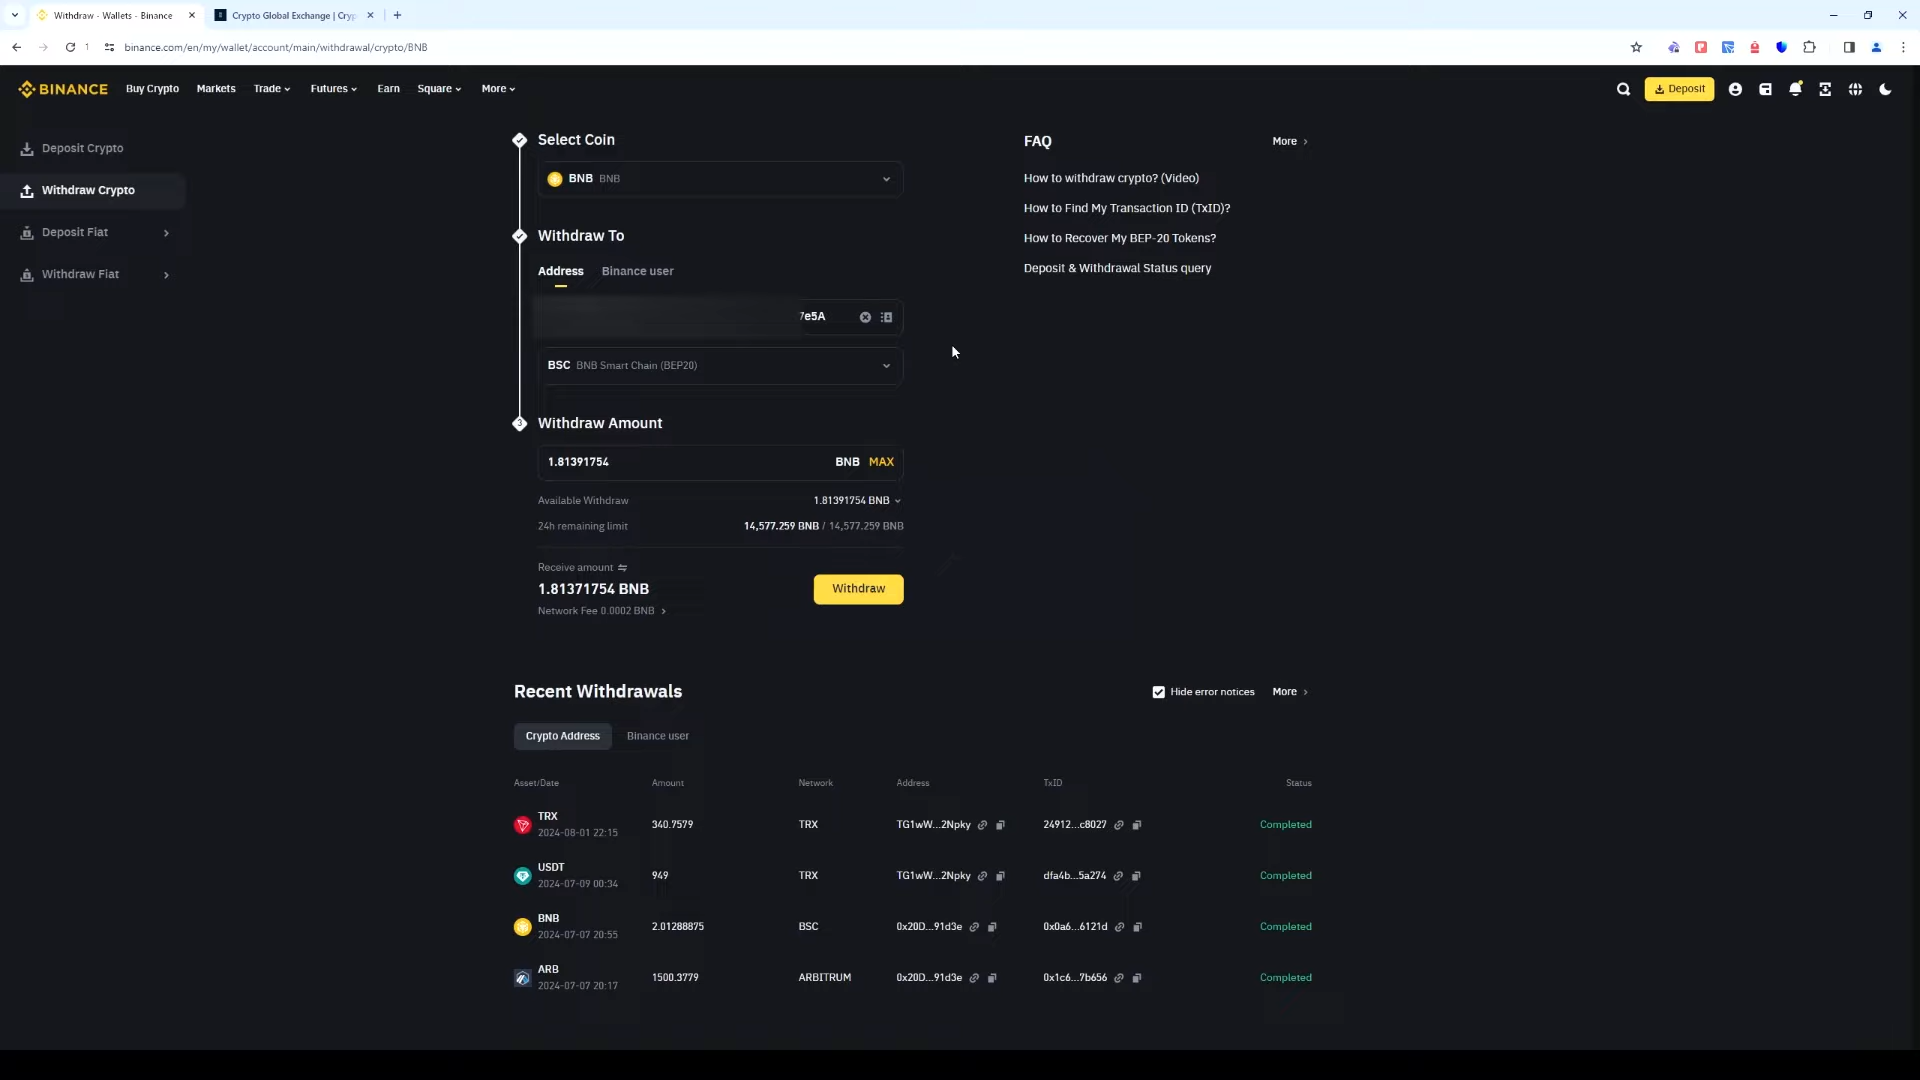 Withdraw - Wallets - Binance
Crypto Global Exchange | Cryp
1
binance.com/en/my/wallet/account/main/withdrawal/crypto/BNB
BINANCE Buy Crypto Markets Trade Futures Earn Square More Deposit
Deposit Crypto
Withdraw Crypto
Deposit Fiat
Withdraw Fiat
Select Coin
BNB BNB
Withdraw To
Address Binance user
7e5A
BSC BNB Smart Chain (BEP20)
3 Withdraw Amount
1.81391754 BNB MAX
Available Withdraw 1.81391754 BNB
24h remaining limit 14,577.259 BNB / 14,577.259 BNB
Receive amount
1.81371754 BNB
Withdraw
Network Fee 0.0002 BNB
FAQ More
How to withdraw crypto? (Video)
How to Find My Transaction ID (TxID)?
How to Recover My BEP-20 Tokens?
Deposit & Withdrawal Status query
Recent Withdrawals Hide error notices More
Crypto Address Binance user
Asset/Date Amount Network Address TxID Status
TRX
2024-08-01 22:15
340.7579 TRX TG1wW...2Npky 24912...c8027 Completed
USDT
2024-07-09 00:34
949 TRX TG1wW...2Npky dfa4b...5a274 Completed
BNB
2024-07-07 20:55
2.01288875 BSC 0x20D...91d3e 0x0a6...6121d Completed
ARB
2024-07-07 20:17
1500.3779 ARBITRUM 0x20D...91d3e 0x1c6...7b656 Completed